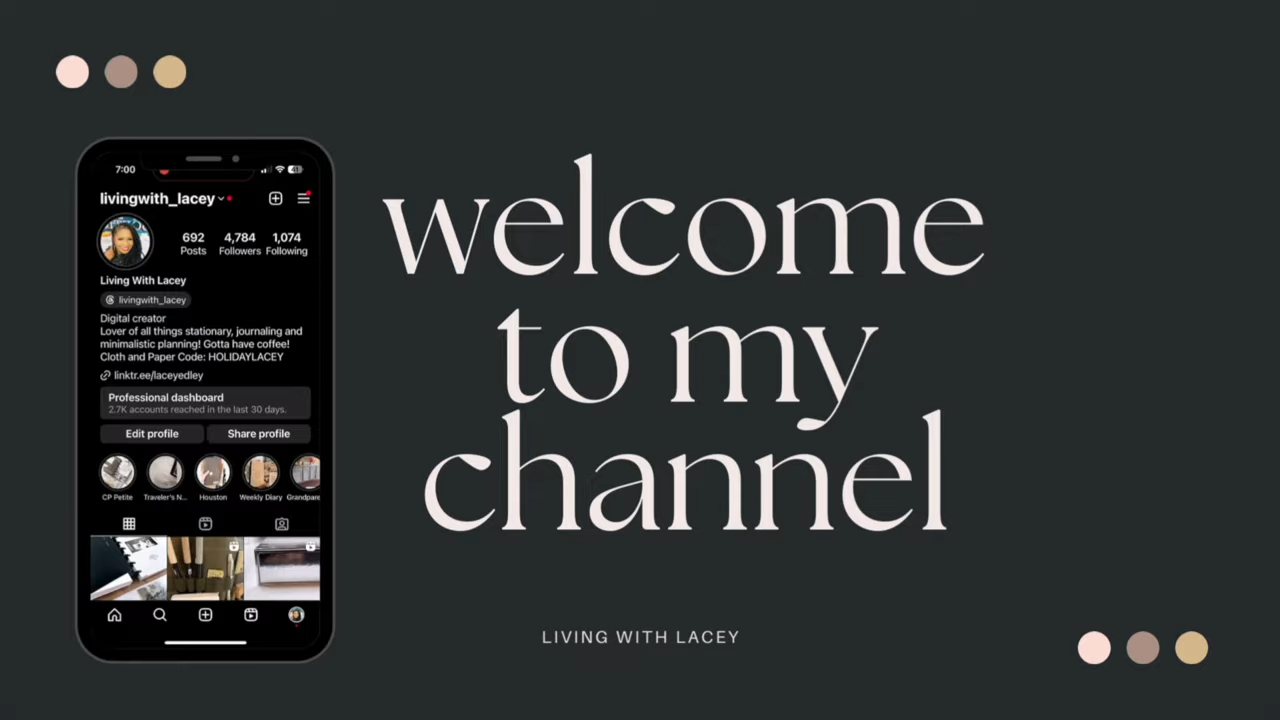 7:00
livingwith_lacey
692 4,784 1,074
Posts Followers Following
Living With Lacey
livingwith_lacey
Digital creator
Lover of all things stationary, journaling and
minimalistic planning! Gotta have coffee!
Cloth and Paper Code: HOLIDAYLACEY
linktr.ee/laceyedley
Professional dashboard
2.7K accounts reached in the last 30 days.
Edit profile Share profile
CP Petite Traveler's N... Houston Weekly Diary Grandpare
welcome
to my
channel
LIVING WITH LACEY